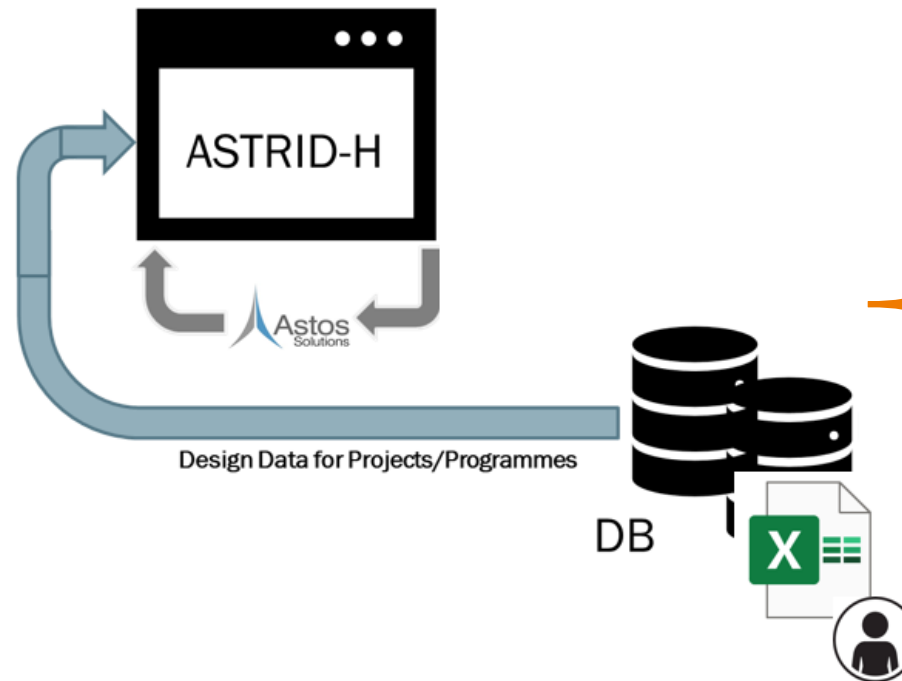 ASTRID-H
Astos
Solutions
Design Data for Projects/Programmes
DB
X